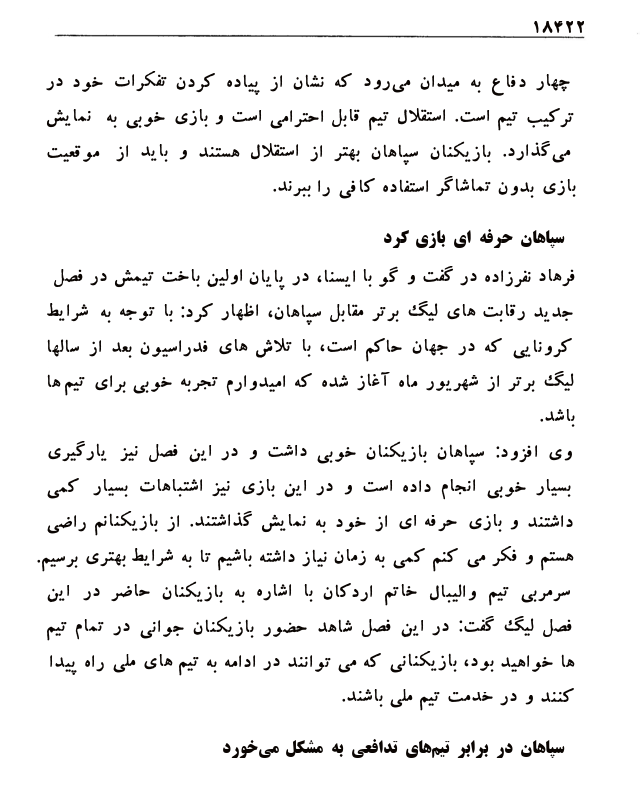 ۱۸۴۲۲
چهار دفاع به میدان می‌رود که نشان از پیاده کردن تفکرات خود در
ترکیب تیم است. استقلال تیم قابل احترامی است و بازی خوبی به نمایش
می‌گذارد. بازیکنان سپاهان بهتر از استقلال هستند و باید از موقعیت
بازی بدون تماشاگر استفاده کافی را ببرند.
سپاهان حرفه ای بازی کرد
فرهاد نفرزاده در گفت و گو با ایسنا، در پایان اولین باخت تیمش در فصل
جدید رقابت های لیگ برتر مقابل سپاهان، اظهار کرد: با توجه به شرایط
کرونایی که در جهان حاکم است، با تلاش های فدراسیون بعد از سالها
لیگ برتر از شهریور ماه آغاز شده که امیدوارم تجربه خوبی برای تیم‌ها
باشد.
وی افزود: سپاهان بازیکنان خوبی داشت و در این فصل نیز یارگیری
بسیار خوبی انجام داده است و در این بازی نیز اشتباهات بسیار کمی
داشتند و بازی حرفه ای از خود به نمایش گذاشتند. از بازیکنانم راضی
هستم و فکر می کنم کمی به زمان نیاز داشته باشیم تا به شرایط بهتری برسیم.
سرمربی تیم والیبال خاتم اردکان با اشاره به بازیکنان حاضر در این
فصل لیگ گفت: در این فصل شاهد حضور بازیکنان جوانی در تمام تیم
ها خواهید بود، بازیکنانی که می توانند در ادامه به تیم های ملی راه پیدا
کنند و در خدمت تیم ملی باشند.
سپاهان در برابر تیم‌های تدافعی به مشکل می‌خورد